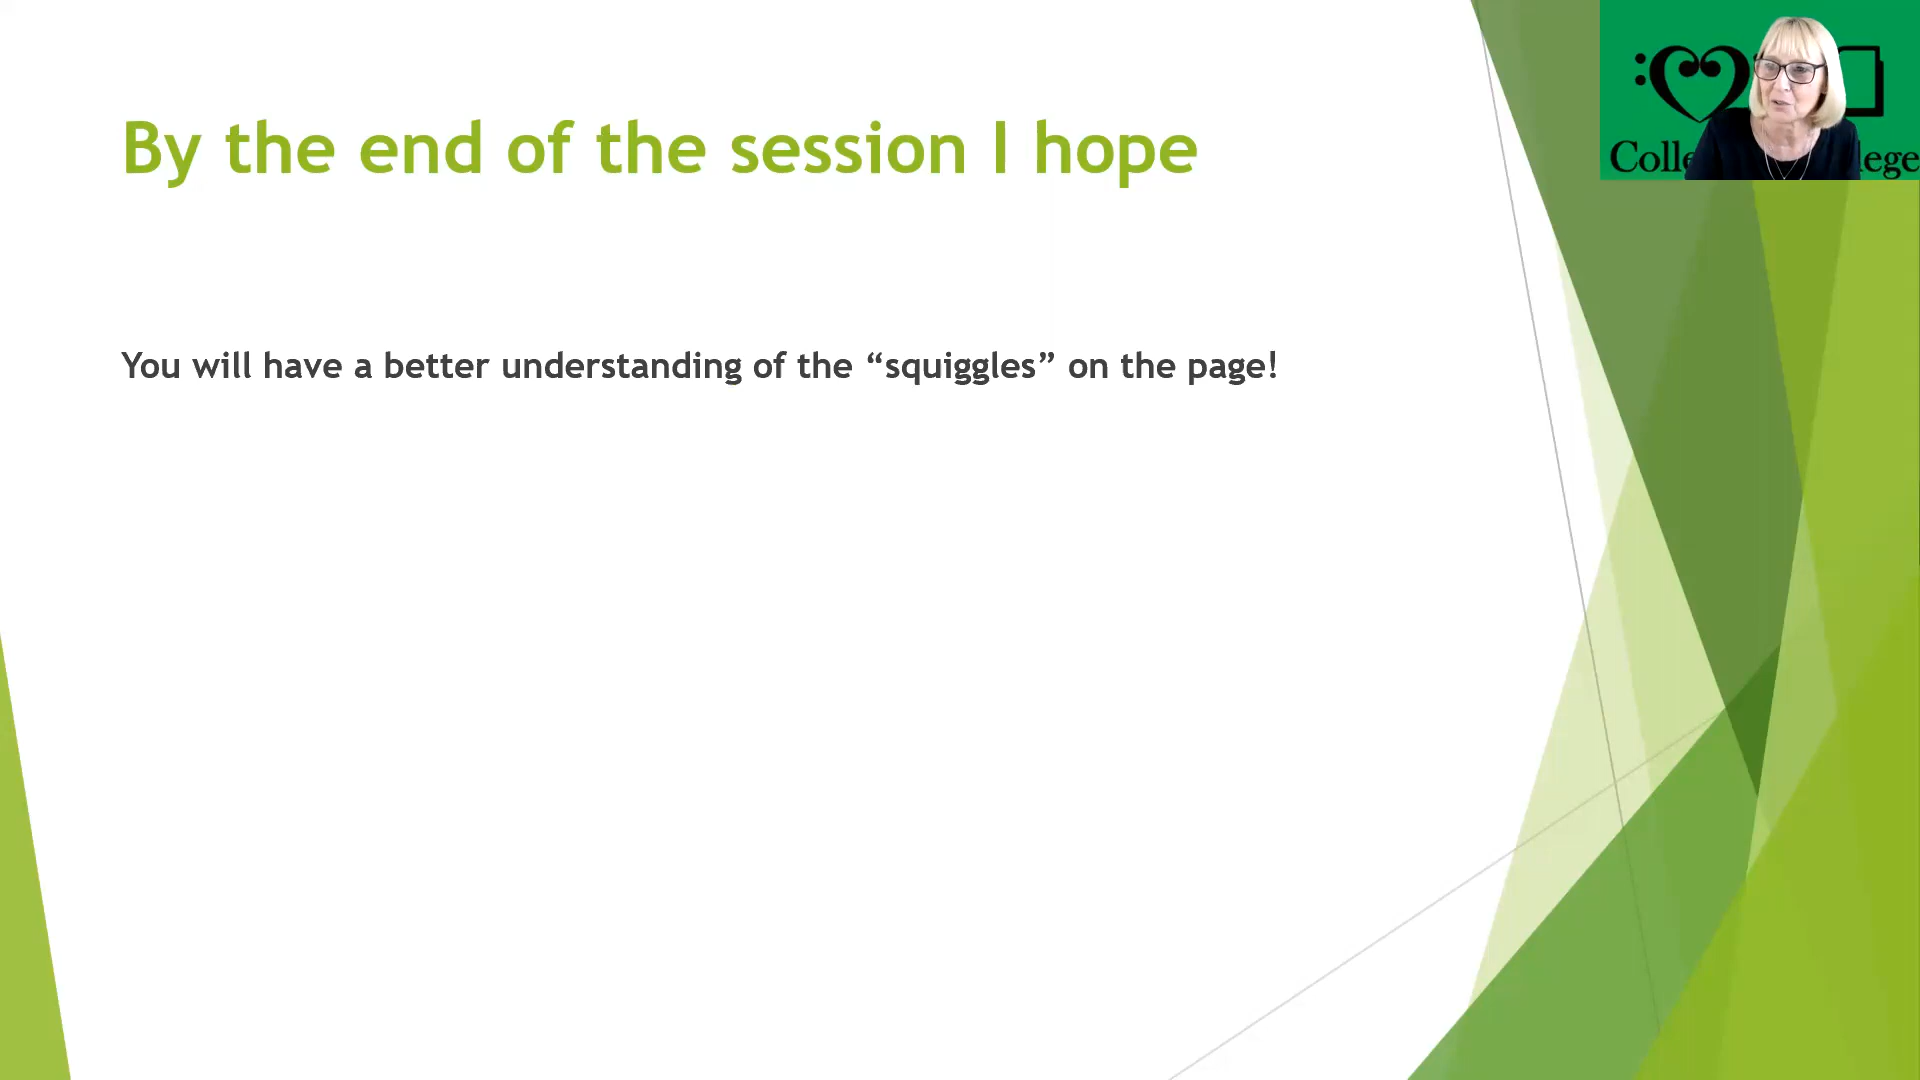 By the end of the session I hope
You will have a better understanding of the “squiggles” on the page!